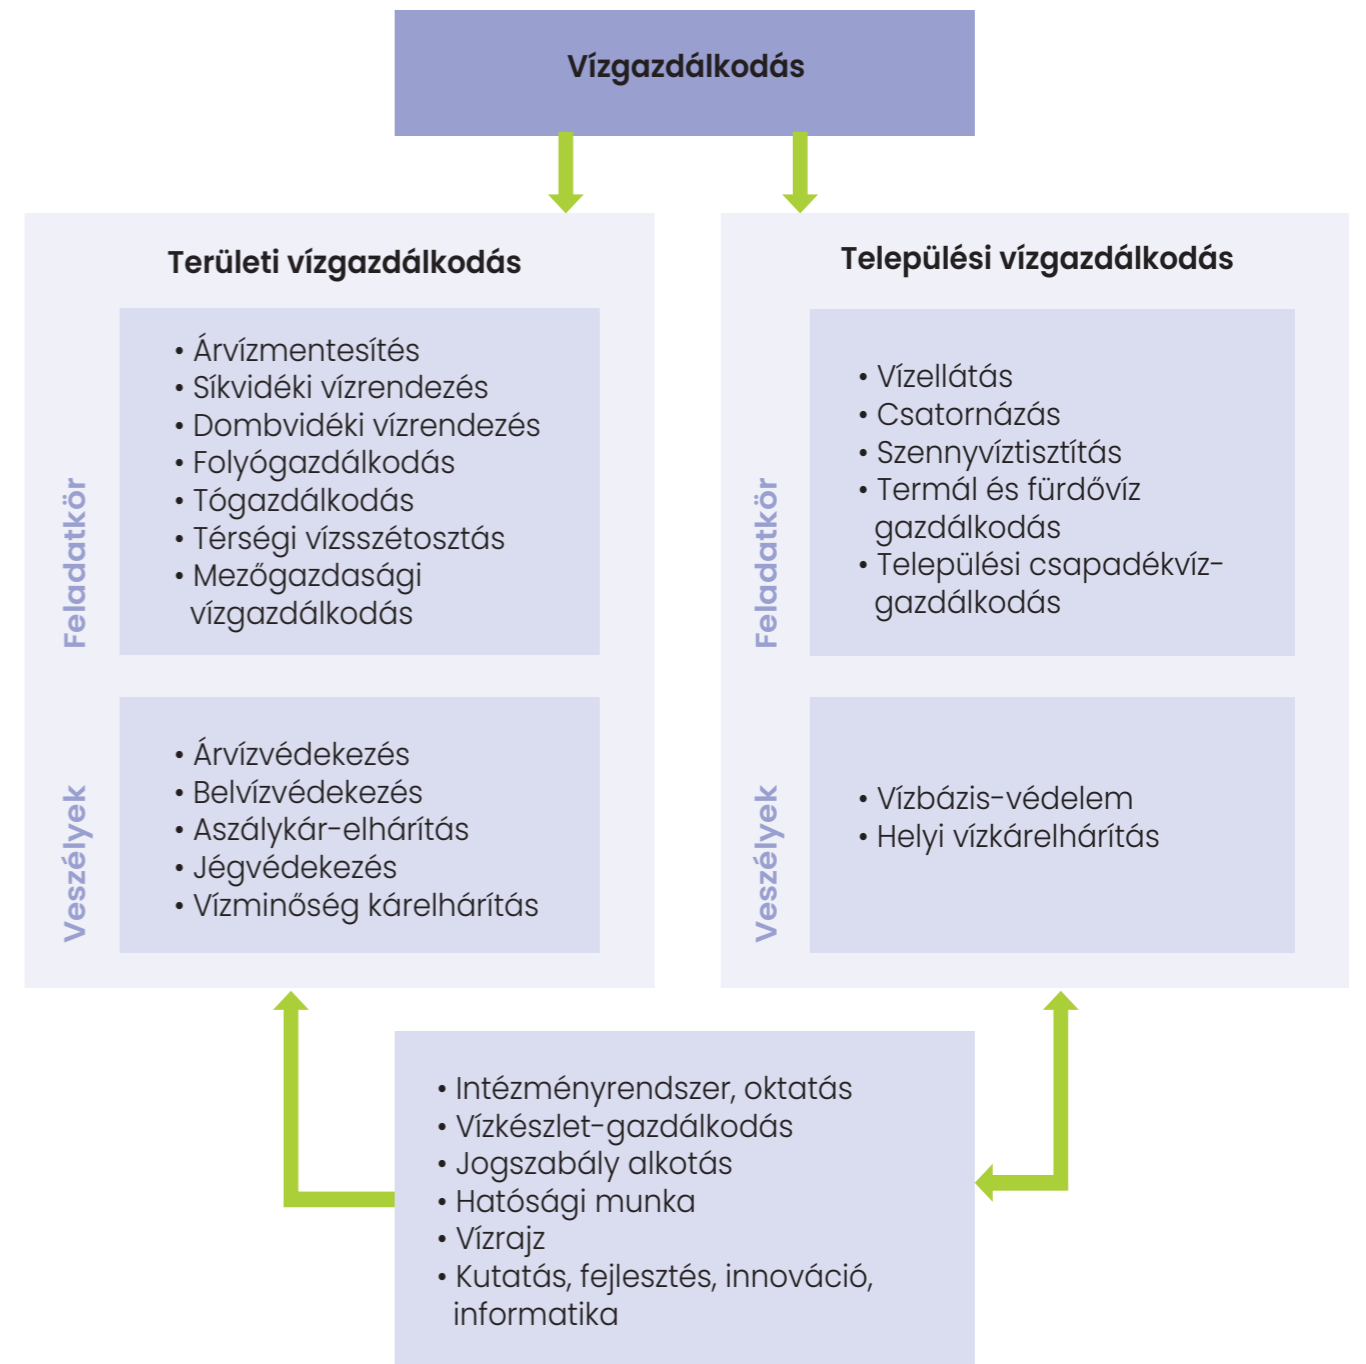 Vízgazdálkodás
Területi vízgazdálkodás
Feladatkör
• Árvízmentesítés
• Síkvidéki vízrendezés
• Dombvidéki vízrendezés
• Folyógazdálkodás
• Tógazdálkodás
• Térségi vízsszétosztás
• Mezőgazdasági
vízgazdálkodás
Veszélyek
• Árvízvédekezés
• Belvízvédekezés
• Aszálykár-elhárítás
• Jégvédekezés
• Vízminőség kárelhárítás
Települési vízgazdálkodás
Feladatkör
• Vízellátás
• Csatornázás
• Szennyvíztisztítás
• Termál és fürdővíz
gazdálkodás
• Települési csapadékvíz-
gazdálkodás
Veszélyek
• Vízbázis-védelem
• Helyi vízkárelhárítás
• Intézményrendszer, oktatás
• Vízkészlet-gazdálkodás
• Jogszabály alkotás
• Hatósági munka
• Vízrajz
• Kutatás, fejlesztés, innováció,
informatika